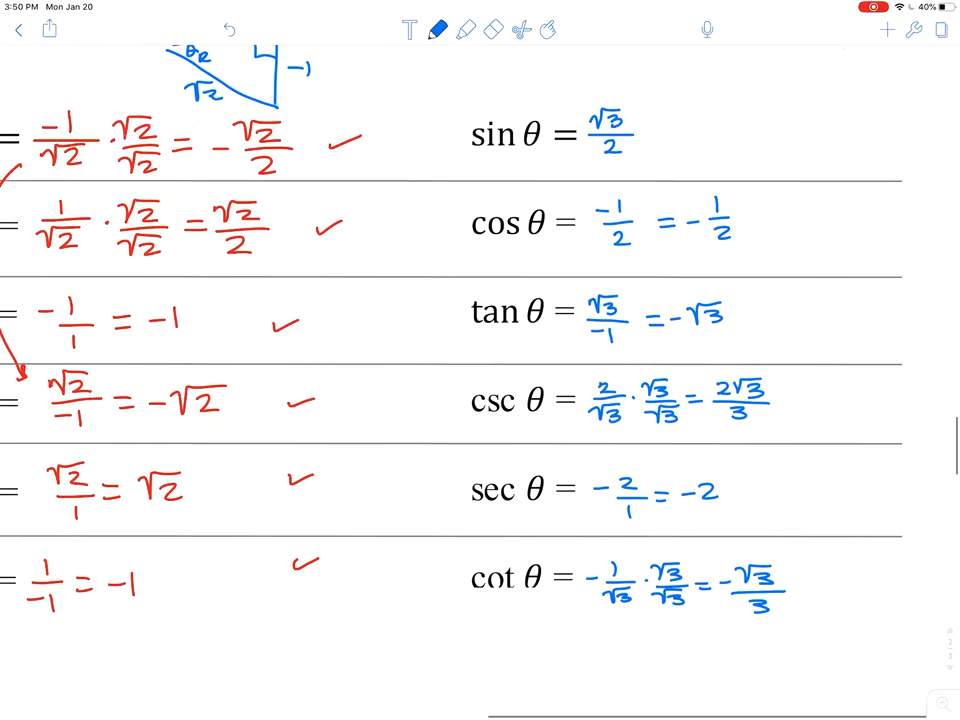 3:50 PM Mon Jan 20
40%
T
θR
-1
√2
= -1/√2 · √2/√2 = - √2/2 ✓
sin θ = √3/2
= 1/√2 · √2/√2 = √2/2 ✓
cos θ = -1/2 = - 1/2
= -1/1 = -1 ✓
tan θ = √3/-1 = -√3
= √2/-1 = -√2 ✓
csc θ = 2/√3 · √3/√3 = 2√3/3
= √2/1 = √2 ✓
sec θ = - 2/1 = -2
= 1/-1 = -1 ✓
cot θ = - 1/√3 · √3/√3 = - √3/3
2
3